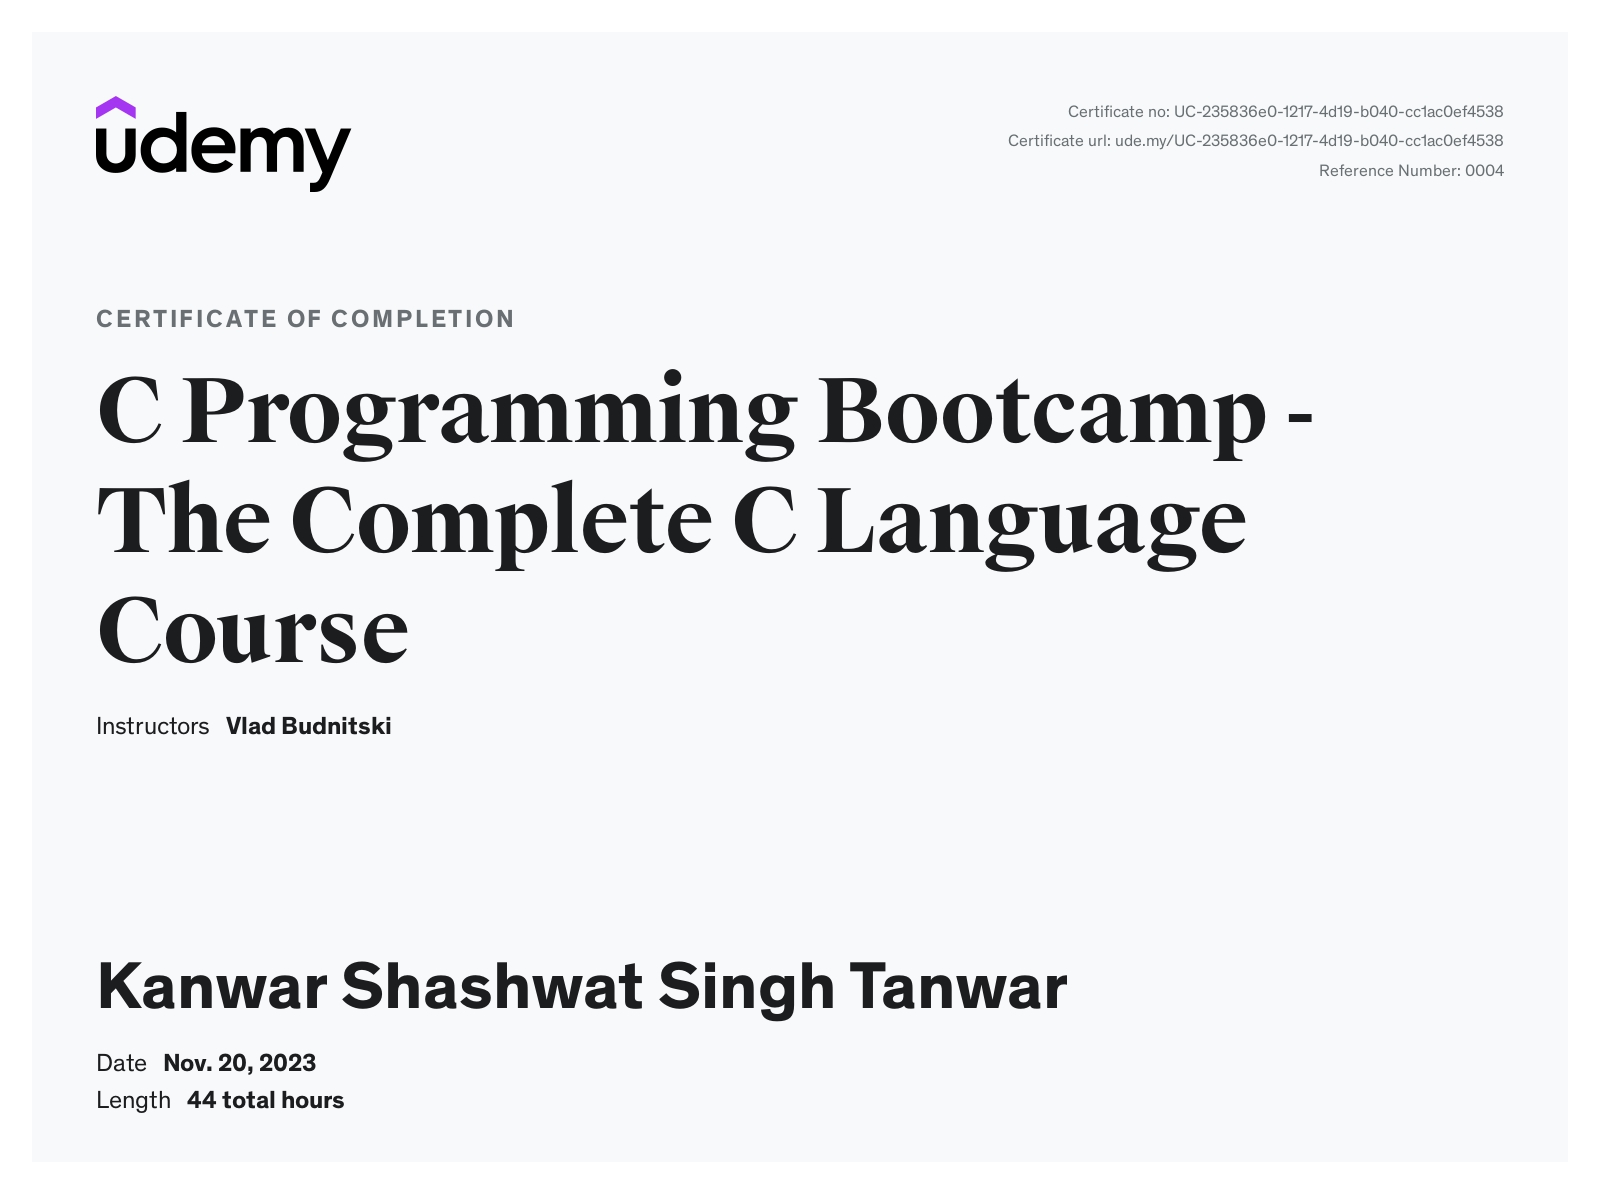 udemy
Certificate no: UC-235836e0-1217-4d19-b040-cc1ac0ef4538
Certificate url: ude.my/UC-235836e0-1217-4d19-b040-cc1ac0ef4538
Reference Number: 0004
CERTIFICATE OF COMPLETION
C Programming Bootcamp -
The Complete C Language
Course
Instructors Vlad Budnitski
Kanwar Shashwat Singh Tanwar
Date Nov. 20, 2023
Length 44 total hours